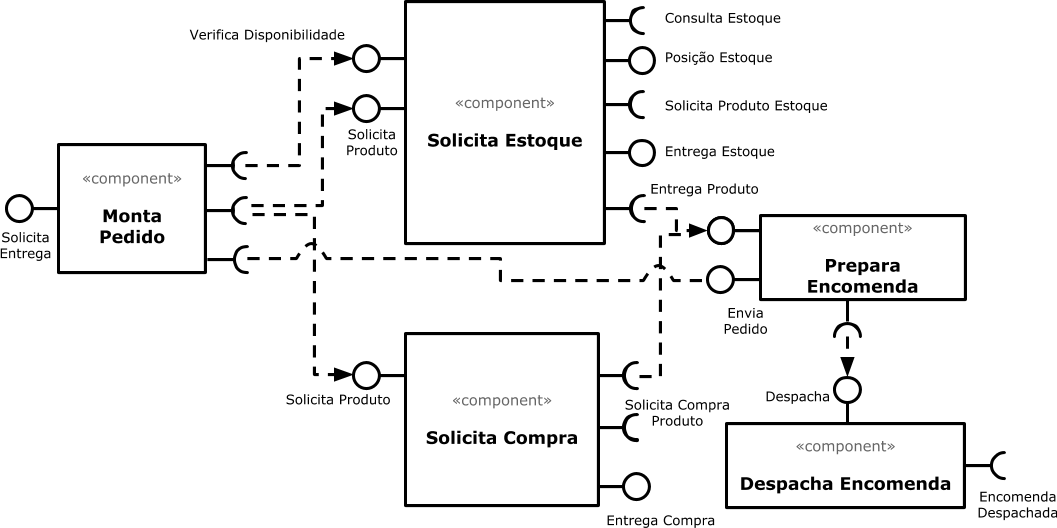 Consulta Estoque
Verifica Disponibilidade
Posição Estoque
«component»
Solicita Produto Estoque
Solicita
Produto
Solicita Estoque
Entrega Estoque
«component»
Entrega Produto
Monta
Pedido
Solicita
Entrega
«component»
Prepara
Encomenda
Envia
Pedido
Despacha
Solicita Produto
«component»
Solicita Compra
Produto
Solicita Compra
«component»
Despacha Encomenda
Encomenda
Despachada
Entrega Compra